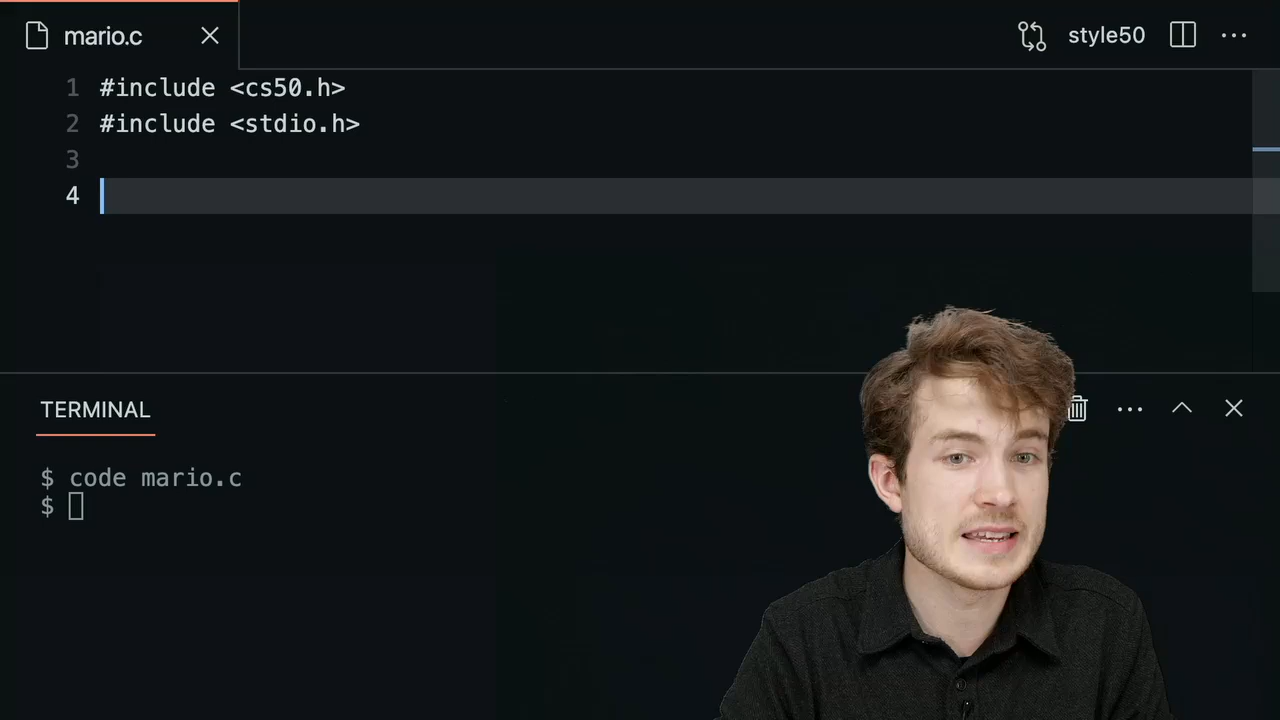 mario.c
style50
1 #include <cs50.h>
2 #include <stdio.h>
3
4
TERMINAL
$ code mario.c
$